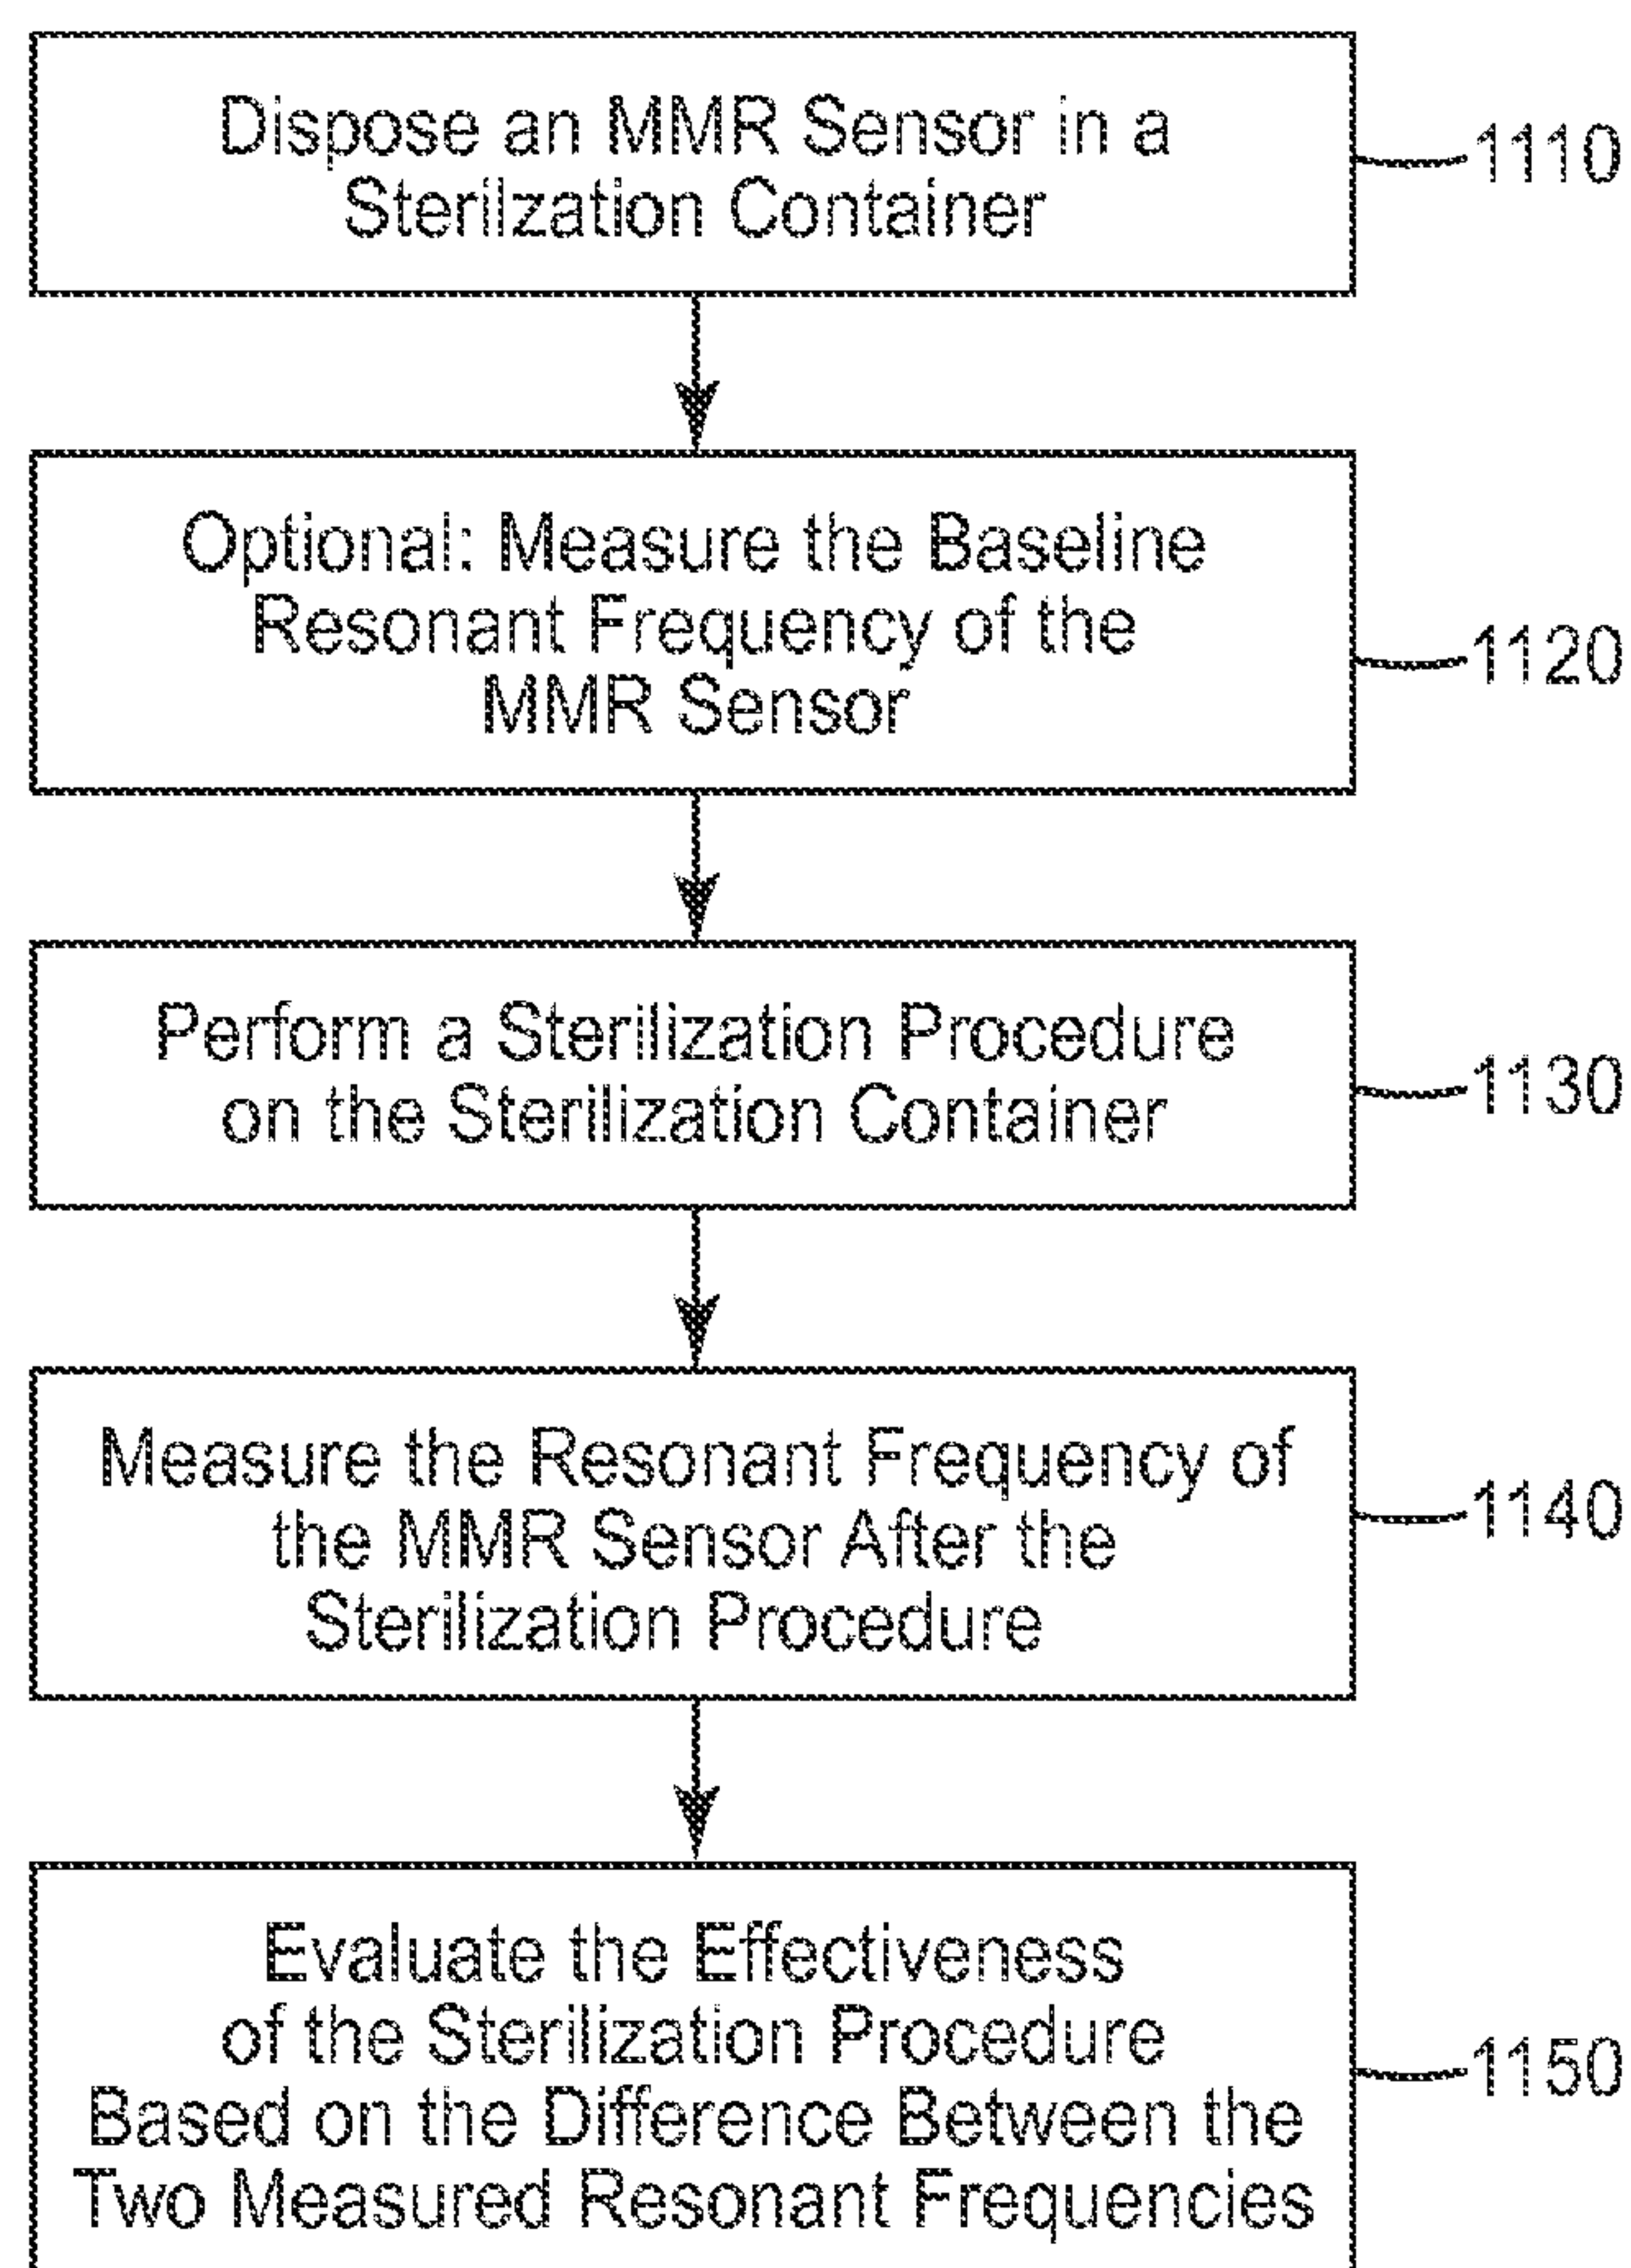 Dispose an MMR Sensor in a
Sterilzation Container
1110
Optional: Measure the Baseline
Resonant Frequency of the
MMR Sensor
1120
Perform a Sterilization Procedure
on the Sterilization Container
1130
Measure the Resonant Frequency of
the MMR Sensor After the
Sterilization Procedure
1140
Evaluate the Effectiveness
of the Sterilization Procedure
Based on the Difference Between the
Two Measured Resonant Frequencies
1150